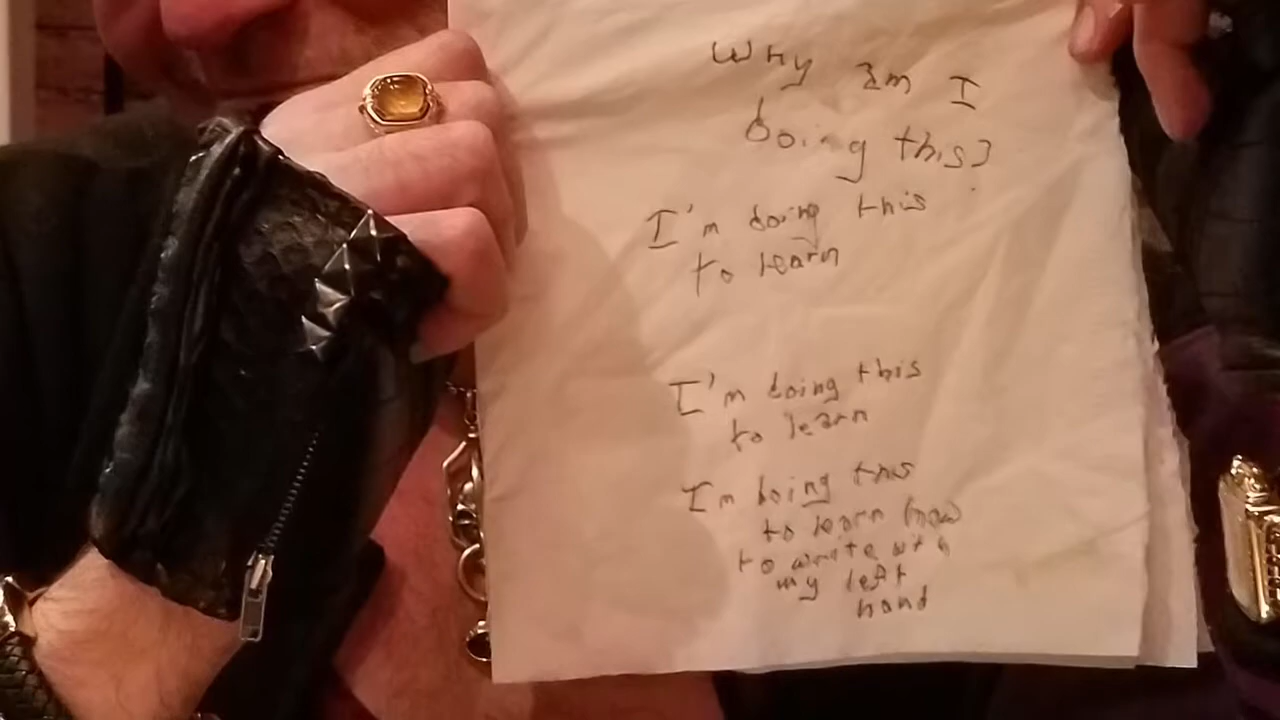 Why am I
doing this?
I'm doing this
to learn
I'm doing this
to learn
I'm doing this
to learn how
to write with
my left
hand